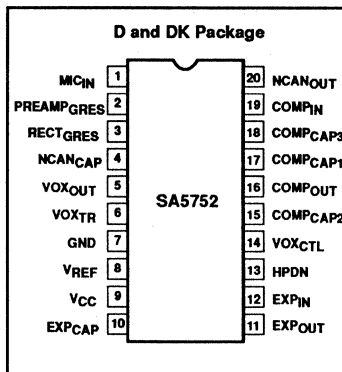 D and DK Package
MICIN 1 20 NCANOUT
PREAMPGRES 2 19 COMPIN
RECTGRES 3 18 COMPCAP3
NCANCAP 4 17 COMPCAP1
VOXOUT 5 16 COMPOUT
VOXTR 6 15 COMPCAP2
GND 7 14 VOXCTL
VREF 8 13 HPDN
VCC 9 12 EXPIN
EXPCAP 10 11 EXPOUT
SA5752